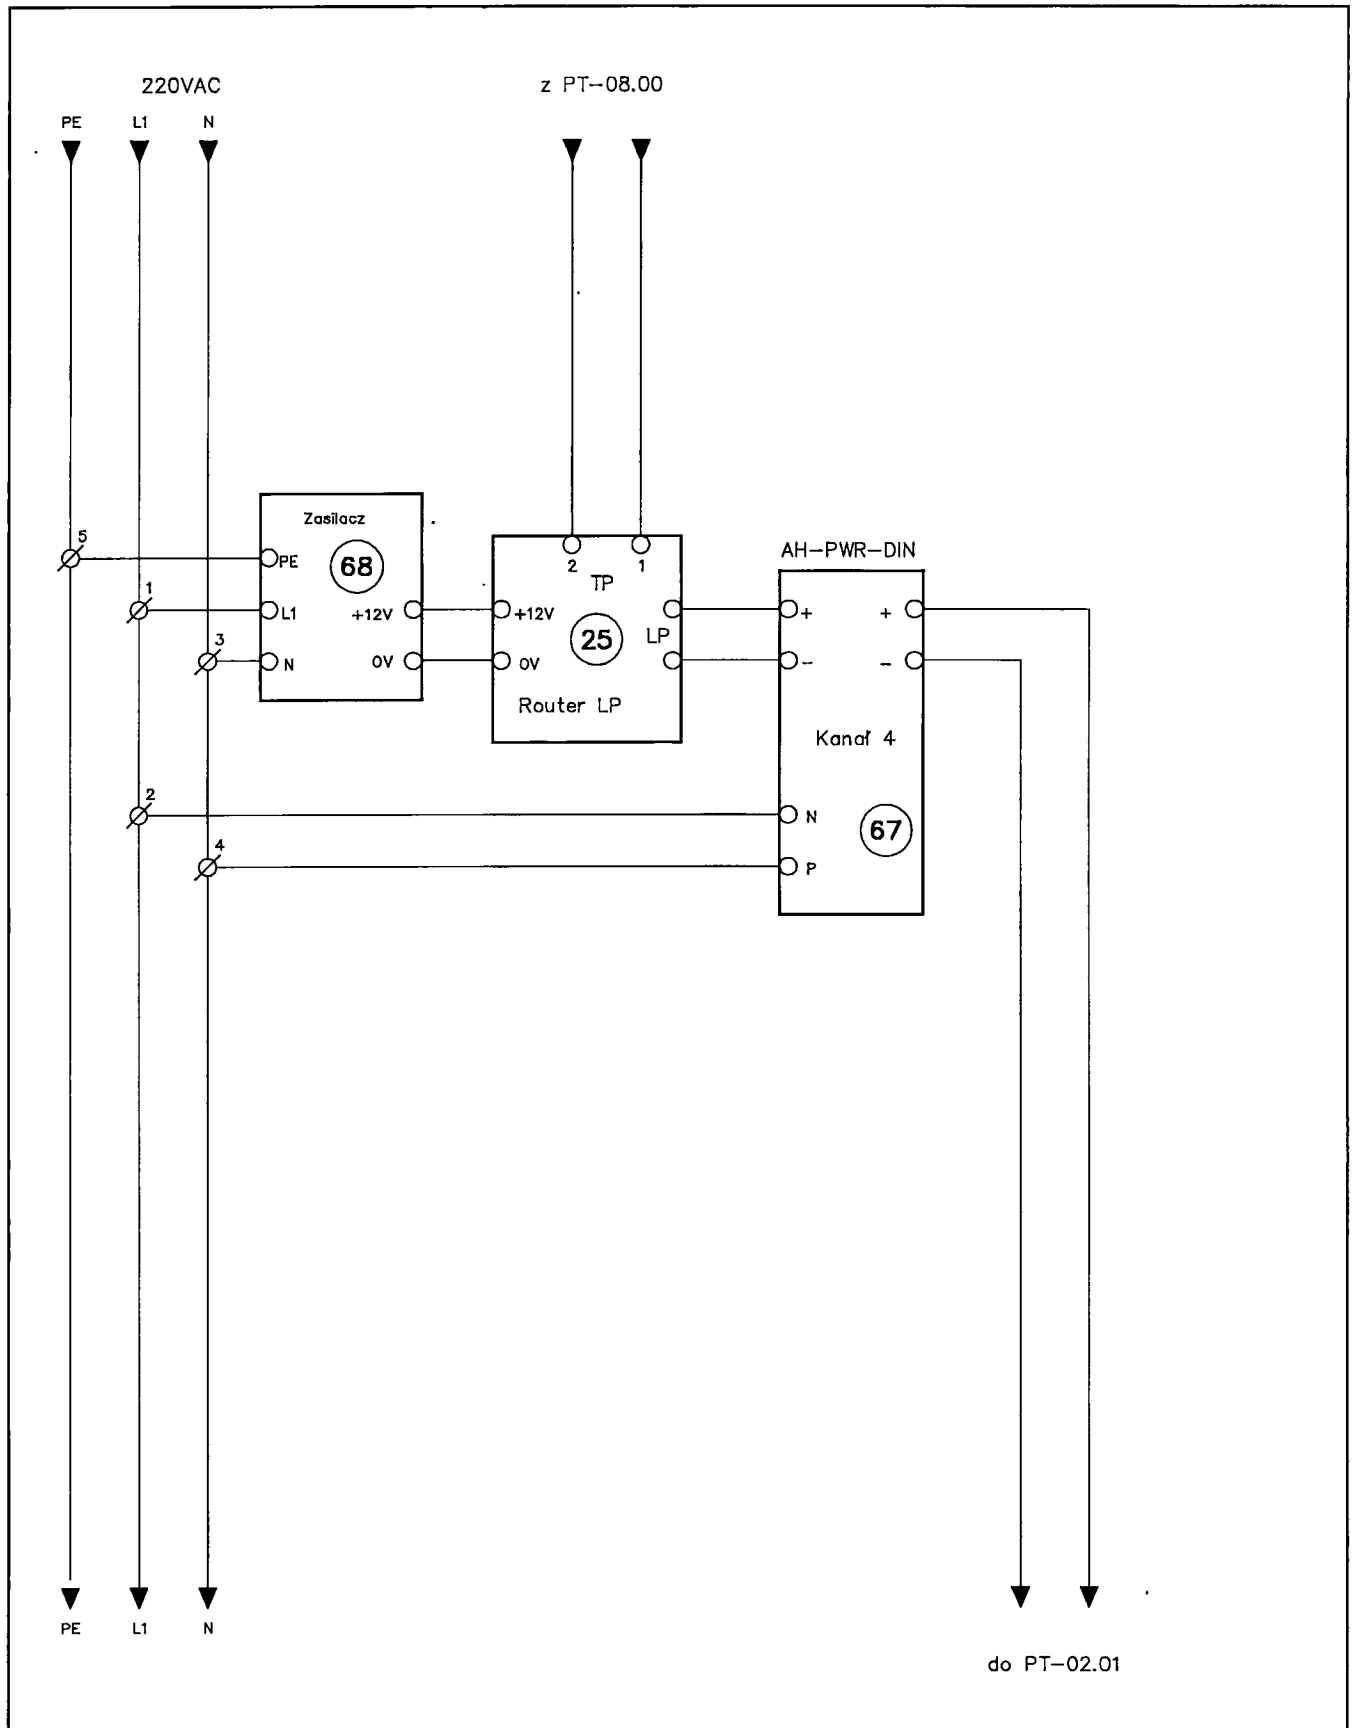 220VAC
z PT-08.00
PE L1 N
Zasilacz
68
PE
L1
N
+12V
0V
5
1
3
2
4
2 1
TP
+12V
0V
25
LP
Router LP
AH-PWR-DIN
+ +
- -
Kanał 4
N
P
67
PE L1 N
do PT-02.01